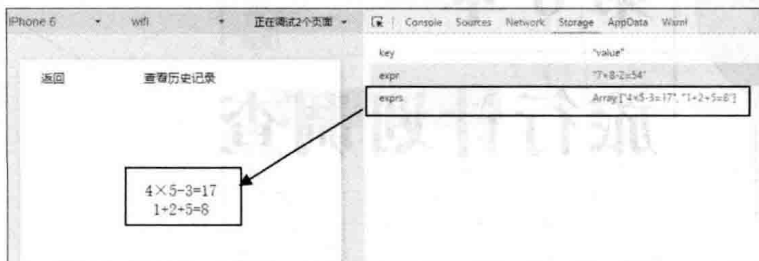 iPhone 6 wifi 正在调试2个页面 Console Sources Network Storage AppData Wxml
key "value"
返回 查看历史记录
expr "7×8-2=54"
exprs Array ["4×5-3=17", "1+2+5=8"]
4×5-3=17
1+2+5=8